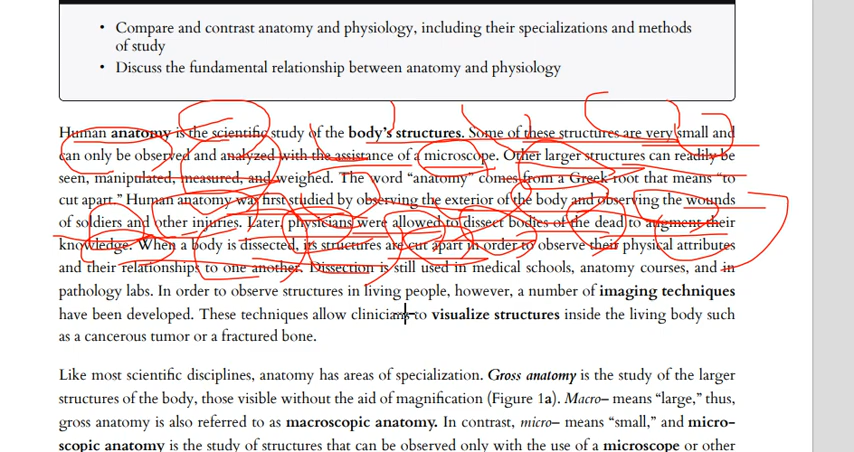 • Compare and contrast anatomy and physiology, including their specializations and methods
of study
• Discuss the fundamental relationship between anatomy and physiology
Human anatomy is the scientific study of the body's structures. Some of these structures are very small and
can only be observed and analyzed with the assistance of a microscope. Other larger structures can readily be
seen, manipulated, measured, and weighed. The word “anatomy” comes from a Greek root that means “to
cut apart.” Human anatomy was first studied by observing the exterior of the body and observing the wounds
of soldiers and other injuries. Later, physicians were allowed to dissect bodies of the dead to augment their
knowledge. When a body is dissected, its structures are cut apart in order to observe their physical attributes
and their relationships to one another. Dissection is still used in medical schools, anatomy courses, and in
pathology labs. In order to observe structures in living people, however, a number of imaging techniques
have been developed. These techniques allow clinicians to visualize structures inside the living body such
as a cancerous tumor or a fractured bone.
Like most scientific disciplines, anatomy has areas of specialization. Gross anatomy is the study of the larger
structures of the body, those visible without the aid of magnification (Figure 1a). Macro– means “large,” thus,
gross anatomy is also referred to as macroscopic anatomy. In contrast, micro– means “small,” and micro–
scopic anatomy is the study of structures that can be observed only with the use of a microscope or other